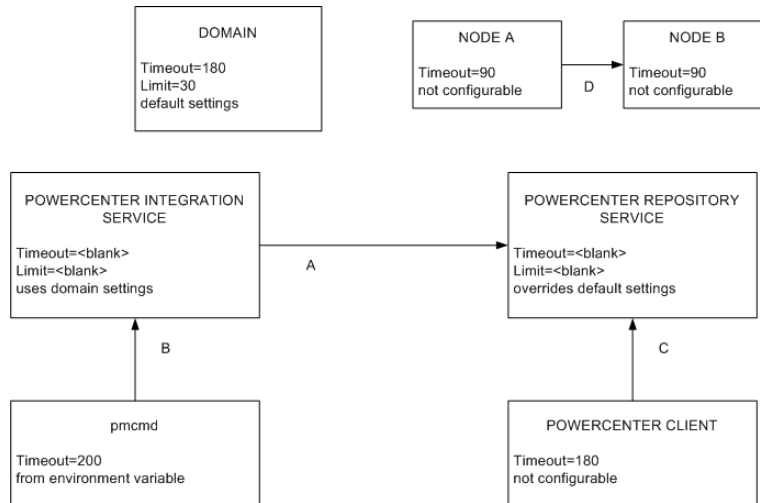 DOMAIN
Timeout=180
Limit=30
default settings
NODE A
Timeout=90
not configurable
D
NODE B
Timeout=90
not configurable
POWERCENTER INTEGRATION
SERVICE
Timeout=<blank>
Limit=<blank>
uses domain settings
A
POWERCENTER REPOSITORY
SERVICE
Timeout=<blank>
Limit=<blank>
overrides default settings
B
C
pmcmd
Timeout=200
from environment variable
POWERCENTER CLIENT
Timeout=180
not configurable